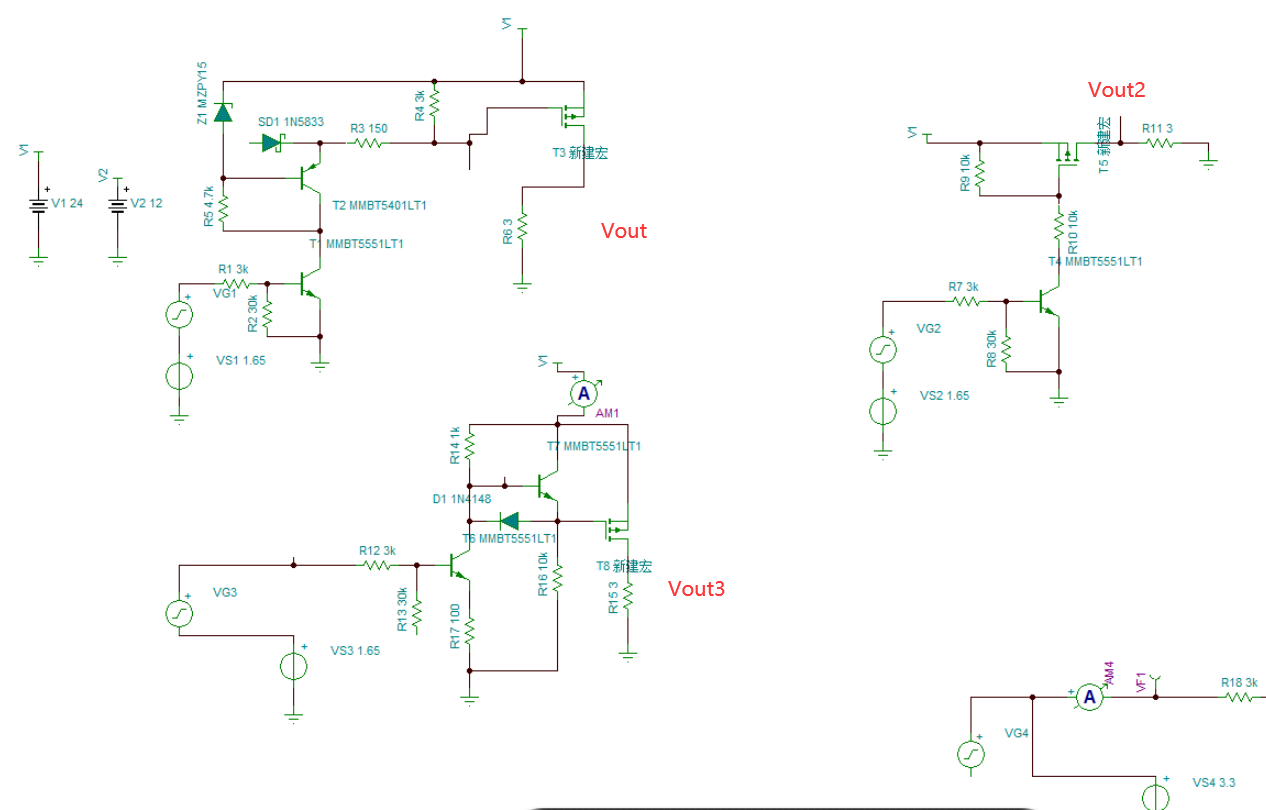 V1
Z1 MZPY15
R4 3k
SD1 1N5833
R3 150
T3 新建宏
V1
+
V1 24
V2
+
V2 12
R5 4.7k
T2 MMBT5401LT1
R6 3
Vout
T1 MMBT5551LT1
R1 3k
VG1
+
R2 30k
VS1 1.65
+
Vout2
V1
T5 新建宏
R11 3
R9 10k
R10 10k
T4 MMBT5551LT1
R7 3k
VG2
+
R8 30k
VS2 1.65
+
V1
+
A
AM1
R14 1k
T7 MMBT5551LT1
D1 1N4148
T6 MMBT5551LT1
T8 新建宏
Vout3
R12 3k
R16 10k
R15 3
VG3
+
R13 30k
R17 100
VS3 1.65
+
AM4
+
A
VF1
R18 3k
VG4
+
VS4 3.3
+